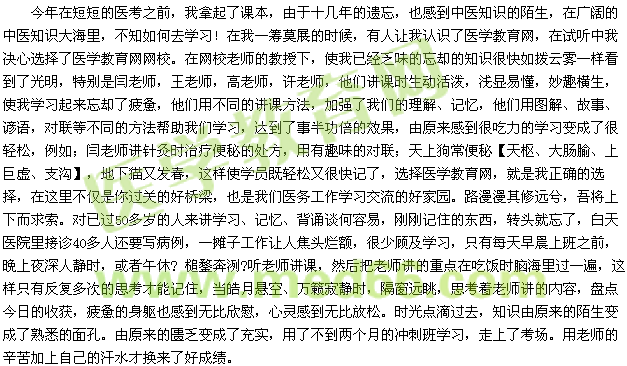 今年在短短的医考之前，我拿起了课本，由于十几年的遗忘，也感到中医知识的陌生，在广阔的
中医知识大海里，不知如何去学习！在我一筹莫展的时候，有人让我认识了医学教育网，在试听中我
决心选择了医学教育网网校。在网校老师的教授下，使我已经乏味的忘却的知识很快如拨云雾一样看
到了光明，特别是闫老师，王老师，高老师，许老师，他们讲课时生动活泼，浅显易懂，妙趣横生，
使我学习起来忘却了疲惫，他们用不同的讲课方法，加强了我们的理解、记忆，他们用图解、故事、
谚语，对联等不同的方法帮助我们学习，达到了事半功倍的效果，由原来感到很吃力的学习变成了很
轻松，例如；闫老师讲针灸时治疗便秘的处方，用有趣味的对联；天上狗常便秘【天枢、大肠腧、上
巨虚、支沟】，地下猫又发春，这样使学员既轻松又很快记了，选择医学教育网，就是我正确的选
择，在这里不仅是你过关的好桥梁，也是我们医务工作学习交流的好家园。路漫漫其修远兮，吾将上
下而求索。对已过50多岁的人来讲学习、记忆、背诵谈何容易，刚刚记住的东西，转头就忘了，白天
医院里接诊40多人还要写病例，一摊子工作让人焦头烂额，很少顾及学习，只有每天早晨上班之前，
晚上夜深人静时，或者午休?听老师讲课，然后把老师讲的重点在吃饭时脑海里过一遍，这
样只有反复多次的思考才能记住，当皓月悬空、万籁寂静时，隔窗远眺，思考着老师讲的内容，盘点
今日的收获，疲惫的身躯也感到无比欣慰，心灵感到无比放松。时光点滴过去，知识由原来的陌生变
成了熟悉的面孔。由原来的匮乏变成了充实，用了不到两个月的冲刺班学习，走上了考场。用老师的
辛苦加上自己的汗水才换来了好成绩。
医学教育网
www.med66.com